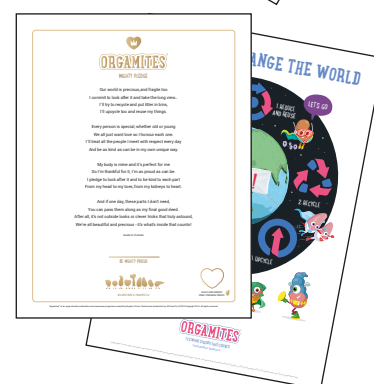 ORGAMITES
MIGHTY PLEDGE
Our world is precious, and fragile too
I commit to look after it and take the long view.
I'll try to recycle and put litter in bins,
I'll upcycle too and reuse my things.
Every person is special, whether old or young
We all just want love so I'll voice each one.
I'll treat all the people I meet with respect every day
And be as kind as can be in my own unique way.
My body is mine and it's perfect for me
So I'm thankful for it, I'm as proud as can be.
I pledge to look after it and to be kind to each part
From my head to my toes, from my kidneys to heart.
And if one day, these parts I don't need,
You can pass them along as my final good deed.
After all, it's not outside looks or clever tricks that truly astound,
We're all beautiful and precious - it's what's inside that counts!
MY MIGHTY PROMISE
ANGE THE WORLD
LET'S GO
1 REDUCE
AND REUSE
2 RECYCLE
UPCYCLE
ORGAMITES